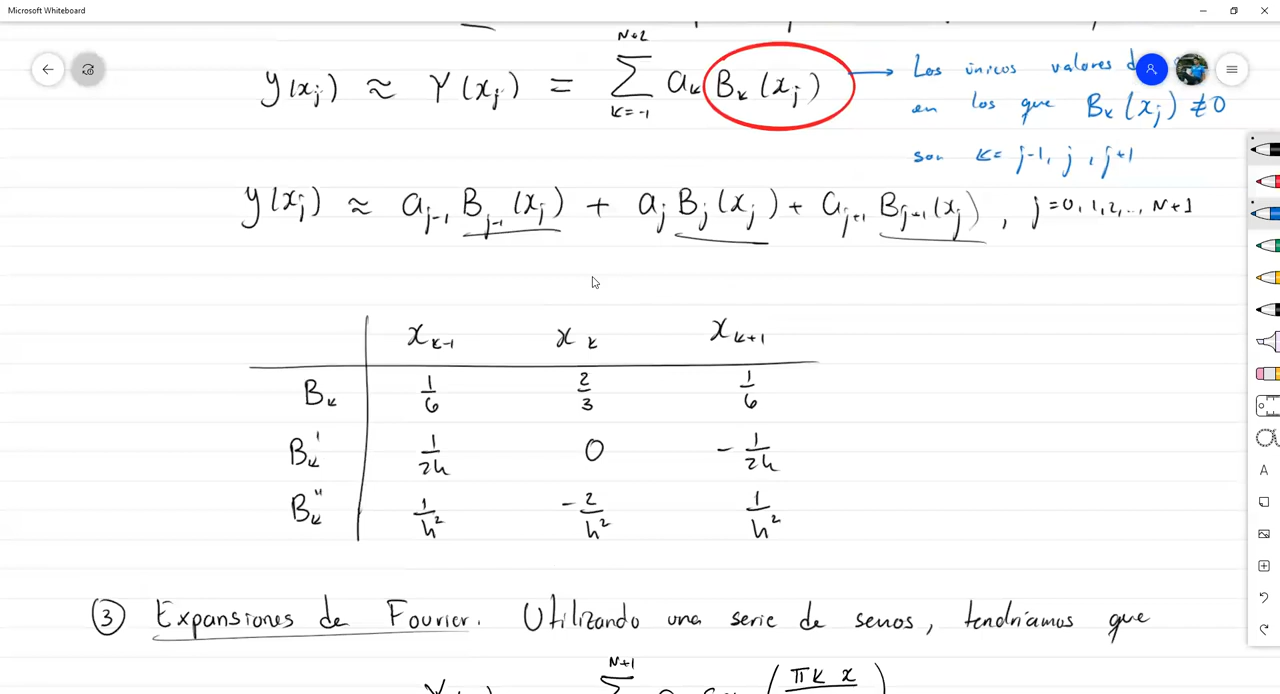 Microsoft Whiteboard
y(x_j) ≈ Y(x_j) = \sum_{k=-1}^{N+2} a_k B_k(x_j) → Los únicos valores d
en los que B_k(x_j) ≠ 0
son k = j-1, j, j+1
y(x_j) ≈ a_{j-1} B_{j-1}(x_j) + a_j B_j(x_j) + a_{j+1} B_{j+1}(x_j), j = 0, 1, 2, ..., N+1
x_{k-1} x_k x_{k+1}
B_k 1/6 2/3 1/6
B_k' 1/2h 0 -1/2h
B_k'' 1/h² -2/h² 1/h²
③ Expansiones de Fourier. Utilizando una serie de senos, tendríamos que
N+1
πk x
A